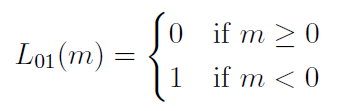 L₀₁(m) = { 0 if m ≥ 0
1 if m < 0